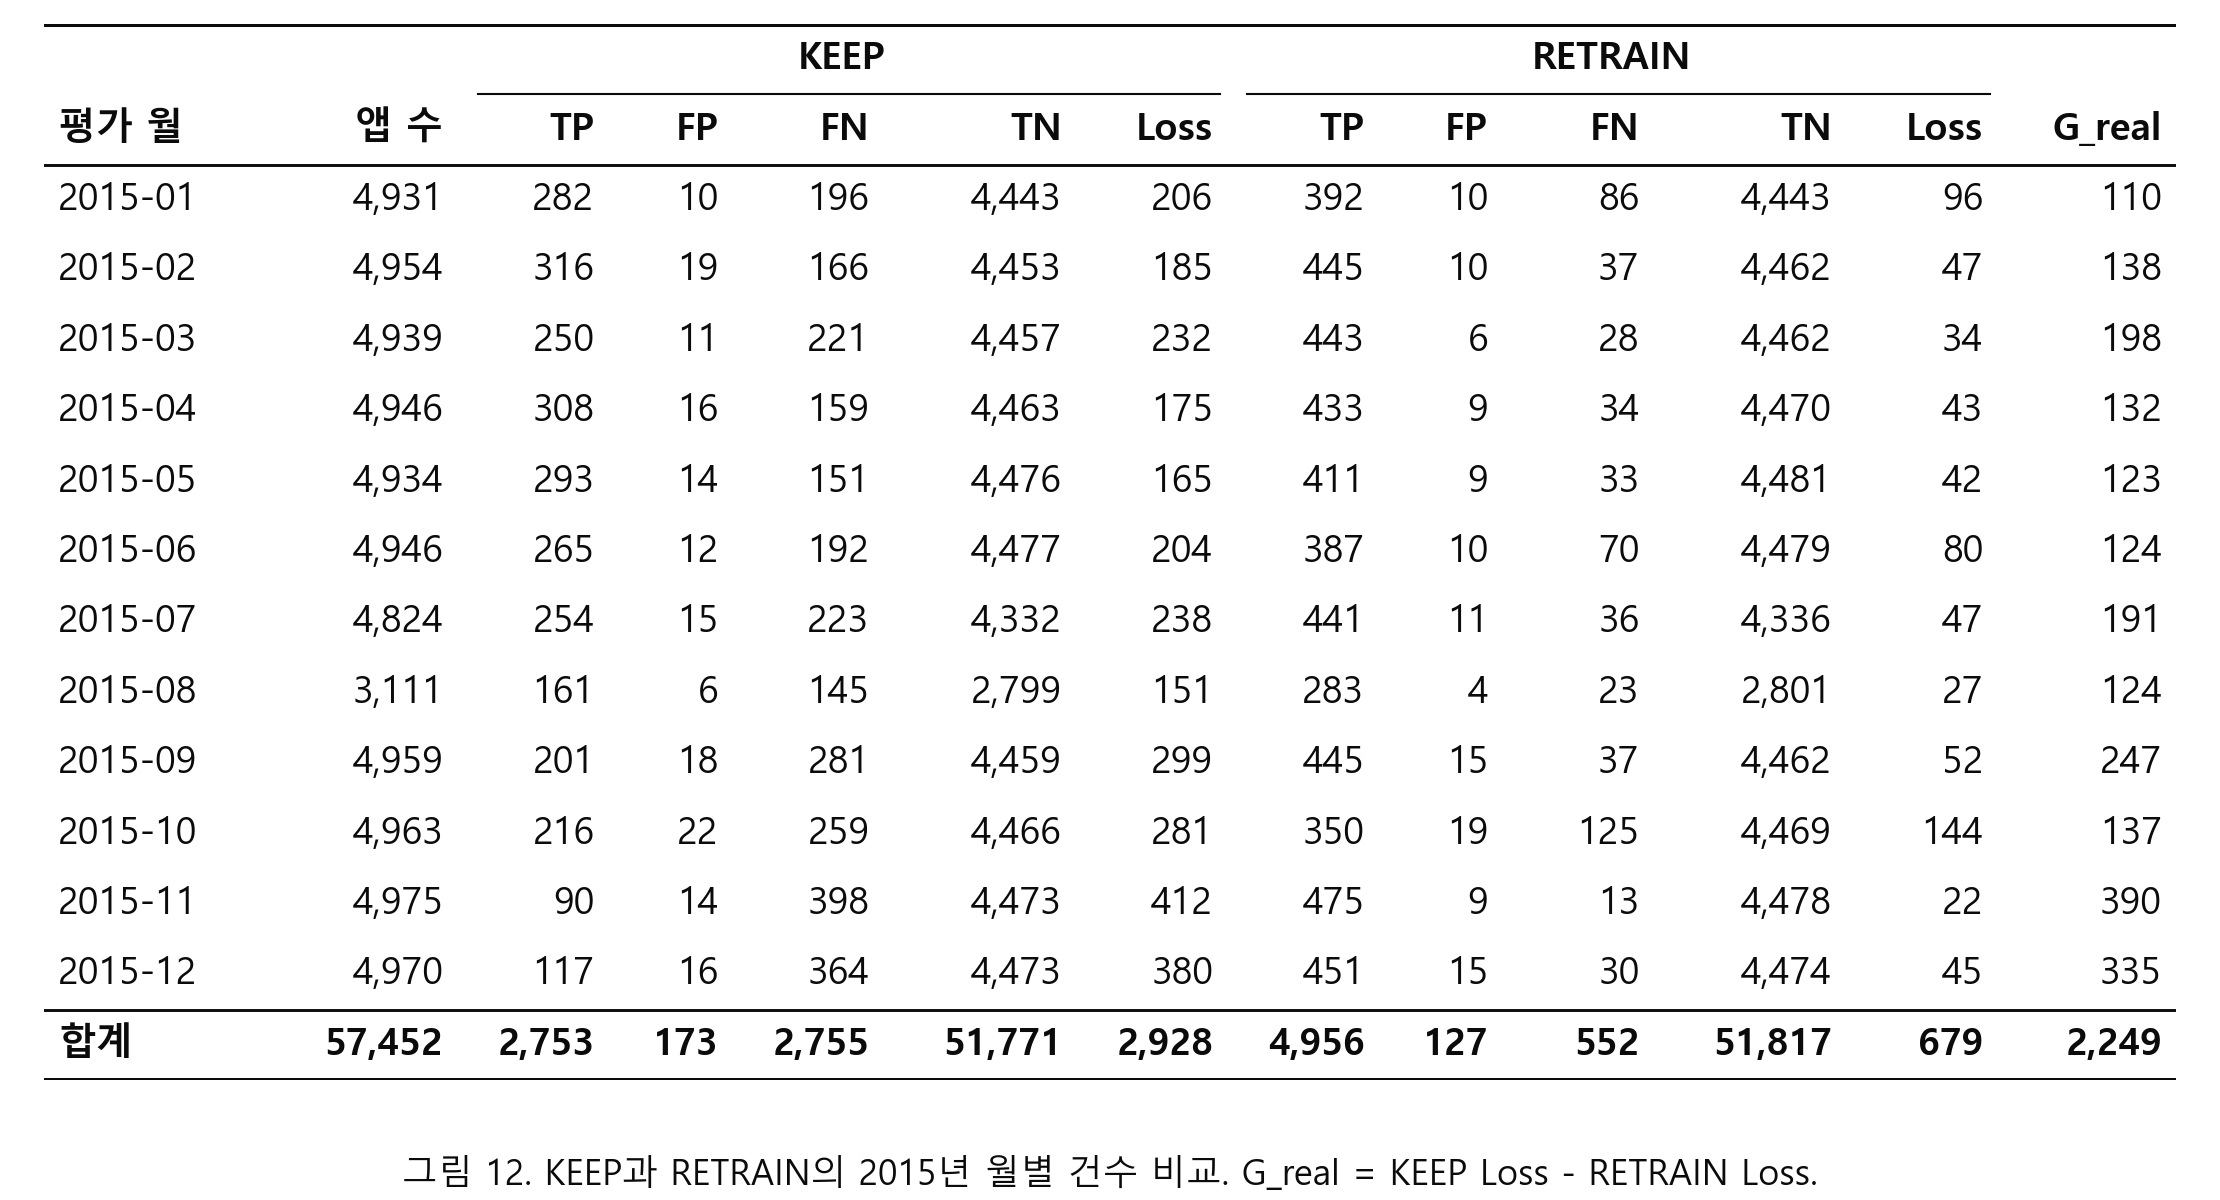 KEEP RETRAIN
평가 월 앱 수 TP FP FN TN Loss TP FP FN TN Loss G_real
2015-01 4,931 282 10 196 4,443 206 392 10 86 4,443 96 110
2015-02 4,954 316 19 166 4,453 185 445 10 37 4,462 47 138
2015-03 4,939 250 11 221 4,457 232 443 6 28 4,462 34 198
2015-04 4,946 308 16 159 4,463 175 433 9 34 4,470 43 132
2015-05 4,934 293 14 151 4,476 165 411 9 33 4,481 42 123
2015-06 4,946 265 12 192 4,477 204 387 10 70 4,479 80 124
2015-07 4,824 254 15 223 4,332 238 441 11 36 4,336 47 191
2015-08 3,111 161 6 145 2,799 151 283 4 23 2,801 27 124
2015-09 4,959 201 18 281 4,459 299 445 15 37 4,462 52 247
2015-10 4,963 216 22 259 4,466 281 350 19 125 4,469 144 137
2015-11 4,975 90 14 398 4,473 412 475 9 13 4,478 22 390
2015-12 4,970 117 16 364 4,473 380 451 15 30 4,474 45 335
합계 57,452 2,753 173 2,755 51,771 2,928 4,956 127 552 51,817 679 2,249
그림 12. KEEP과 RETRAIN의 2015년 월별 건수 비교. G_real = KEEP Loss - RETRAIN Loss.